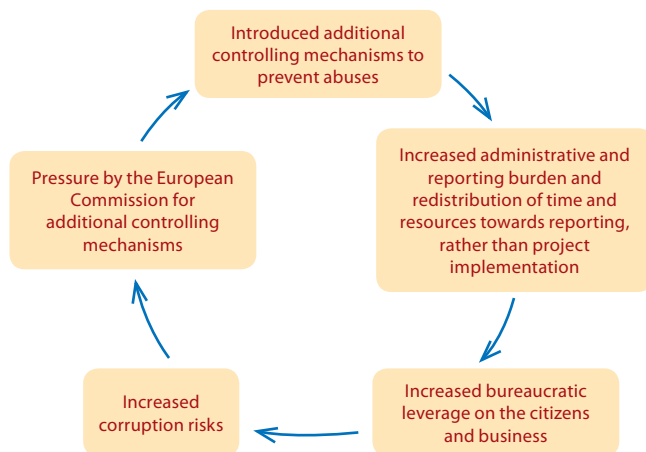 Introduced additional
controlling mechanisms to
prevent abuses
Increased administrative and
reporting burden and
redistribution of time and
resources towards reporting,
rather than project
implementation
Increased bureaucratic
leverage on the citizens
and business
Increased
corruption risks
Pressure by the European
Commission for
additional controlling
mechanisms